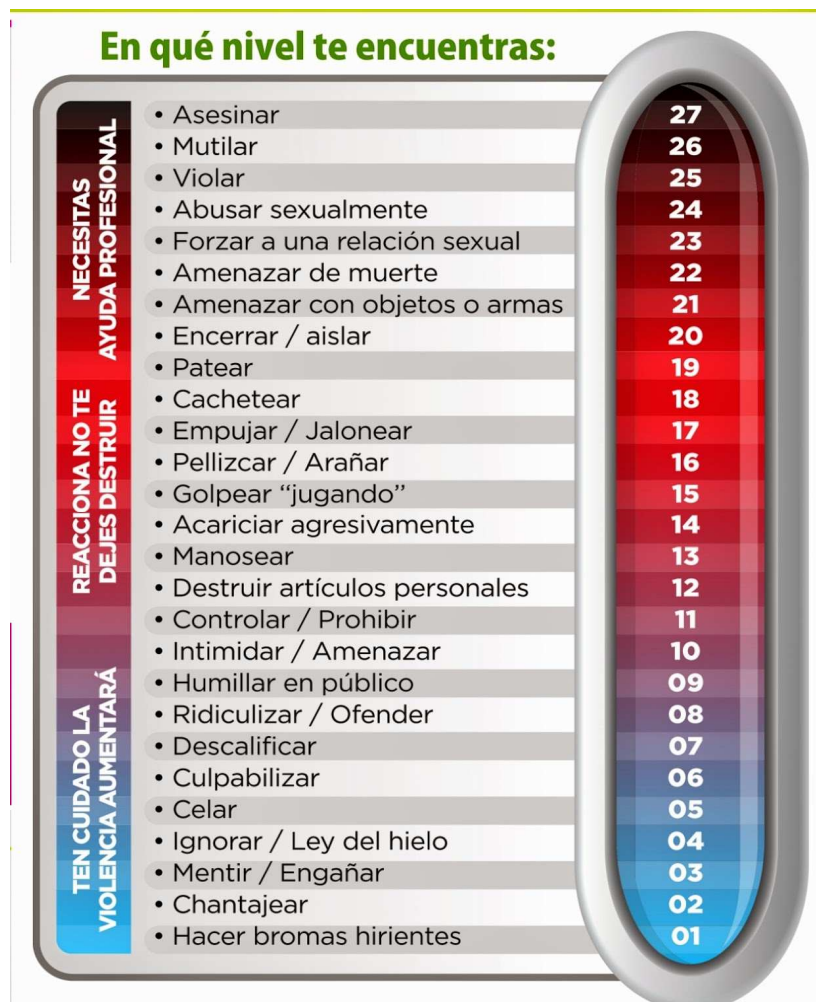 En qué nivel te encuentras:
NECESITAS
AYUDA PROFESIONAL
REACCIONA NO TE
DEJES DESTRUIR
TEN CUIDADO LA
VIOLENCIA AUMENTARÁ
• Asesinar 27
• Mutilar 26
• Violar 25
• Abusar sexualmente 24
• Forzar a una relación sexual 23
• Amenazar de muerte 22
• Amenazar con objetos o armas 21
• Encerrar / aislar 20
• Patear 19
• Cachetear 18
• Empujar / Jalonear 17
• Pellizcar / Arañar 16
• Golpear “jugando” 15
• Acariciar agresivamente 14
• Manosear 13
• Destruir artículos personales 12
• Controlar / Prohibir 11
• Intimidar / Amenazar 10
• Humillar en público 09
• Ridiculizar / Ofender 08
• Descalificar 07
• Culpabilizar 06
• Celar 05
• Ignorar / Ley del hielo 04
• Mentir / Engañar 03
• Chantajear 02
• Hacer bromas hirientes 01